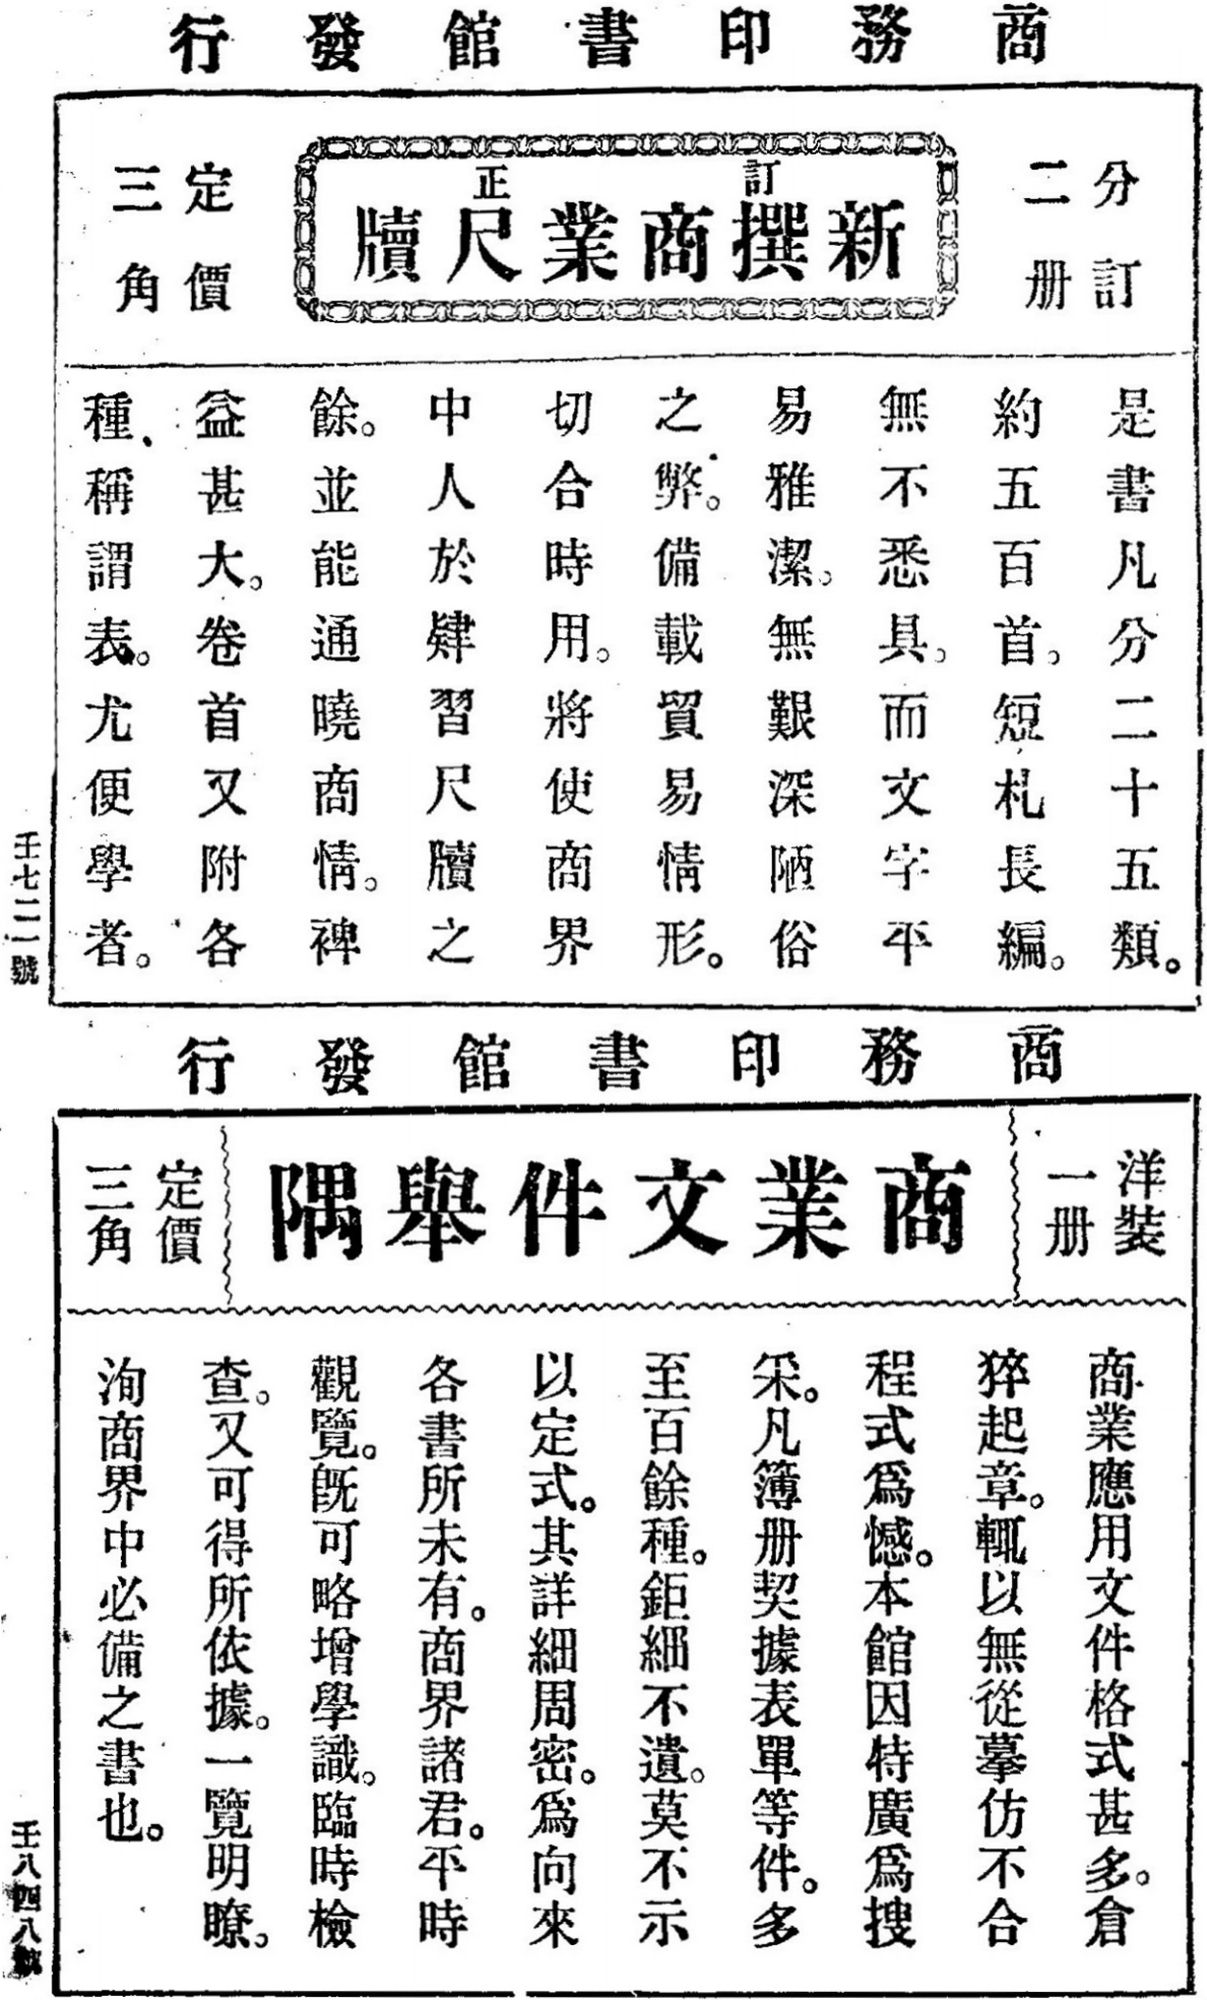 商務印書館發行
分訂
二册
訂正
新撰商業尺牘
定價
三角
是書凡分二十五類。
約五百首。短札長編。
無不悉具。而文字平
易雅潔。無艱深陋俗
之弊。備載貿易情形。
切合時用。將使商界
中人於肄習尺牘之
餘。並能通曉商情。裨
益甚大。卷首又附各
種、稱謂表。尤便學者。
壬七二一號
商務印書館發行
洋裝
一册
商業文件舉隅
定價
三角
商業應用文件格式甚多。倉
猝起章。輒以無從摹仿不合
程式爲憾。本館因特廣爲搜
采。凡簿册契據表單等件。多
至百餘種。鉅細不遺。莫不示
以定式。其詳細周密。爲向來
各書所未有。商界諸君。平時
觀覽。旣可略增學識。臨時檢
查。又可得所依據。一覽明瞭。
洵商界中必備之書也。
壬八四八號